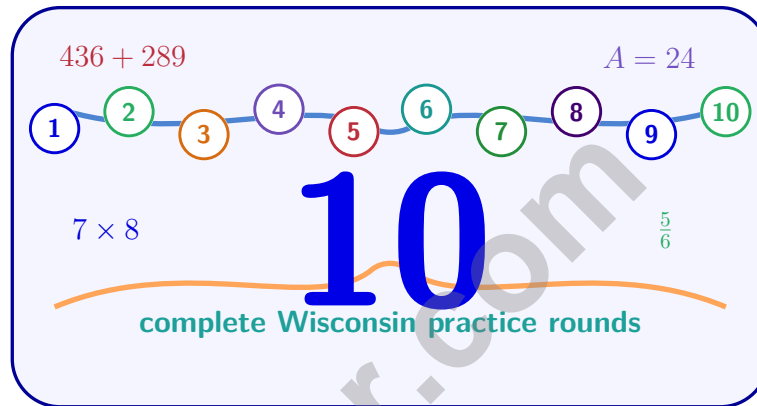 436 + 289
A = 24
1 2 3 4 5 6 7 8 9 10
10
7 × 8
5/6
complete Wisconsin practice rounds
r.com